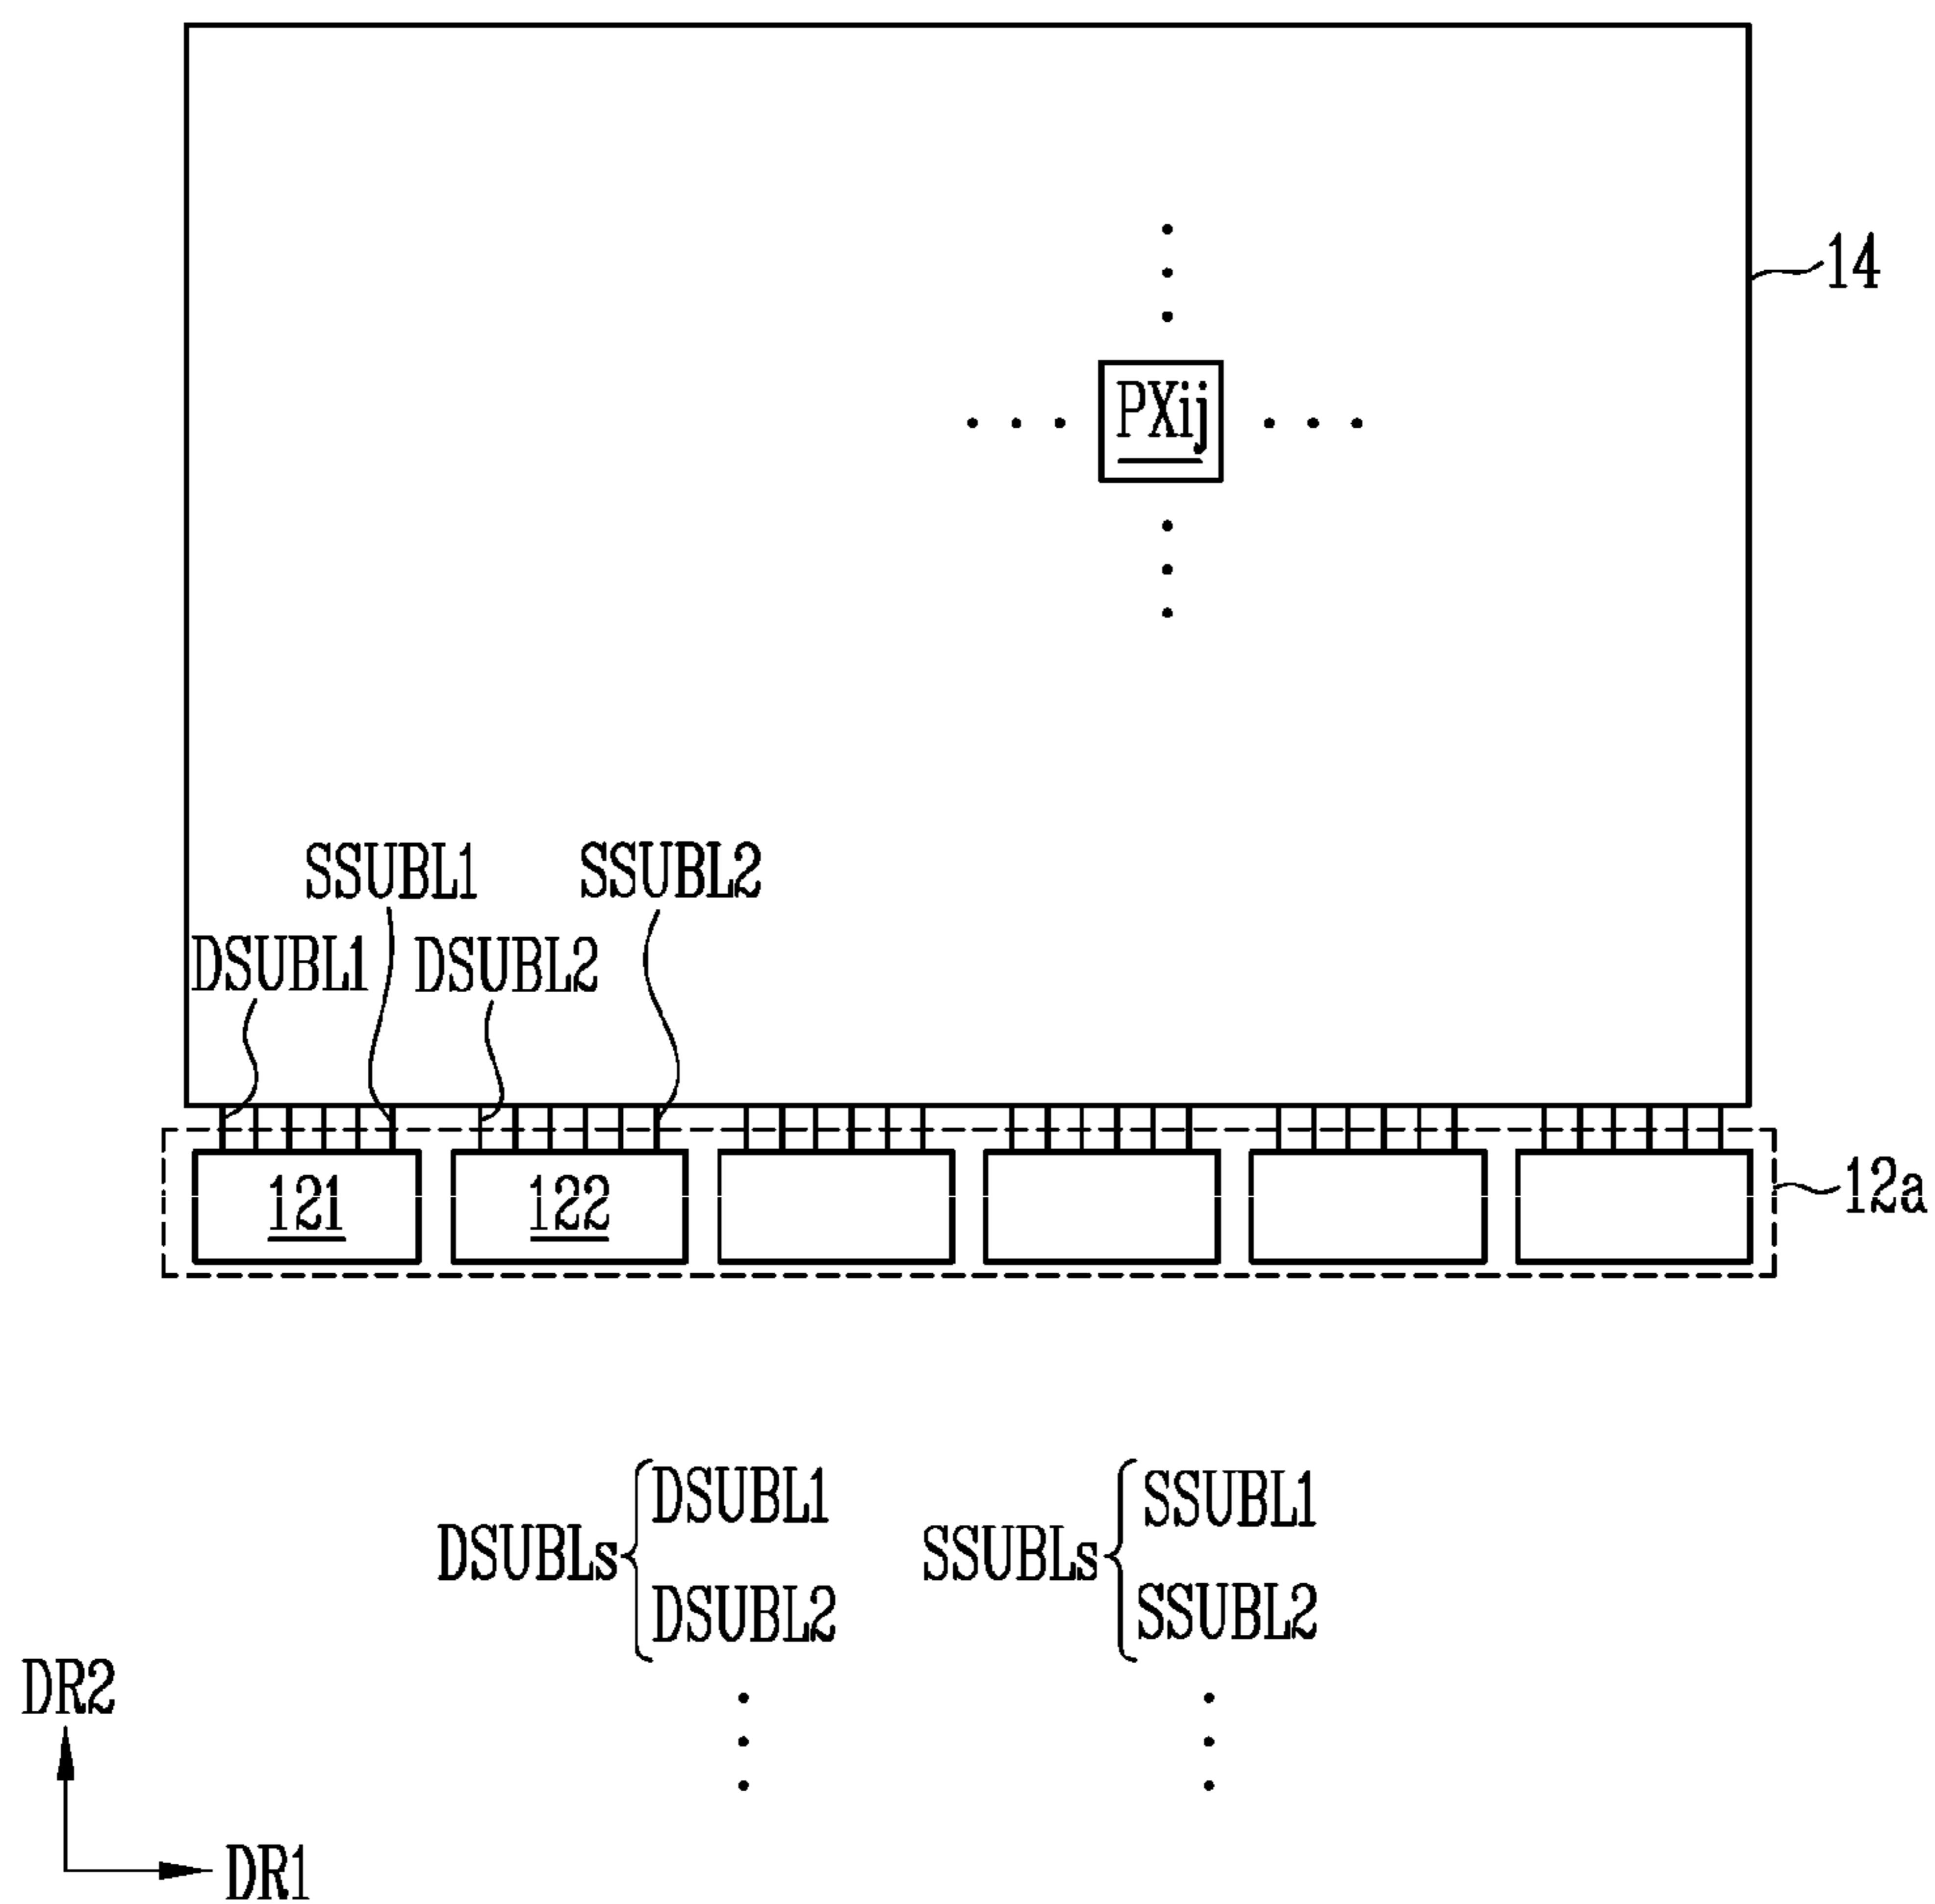 14
PXij
SSUBL1
SSUBL2
DSUBL1
DSUBL2
121
122
12a
DSUBLs
DSUBL1
DSUBL2
SSUBLs
SSUBL1
SSUBL2
DR2
DR1